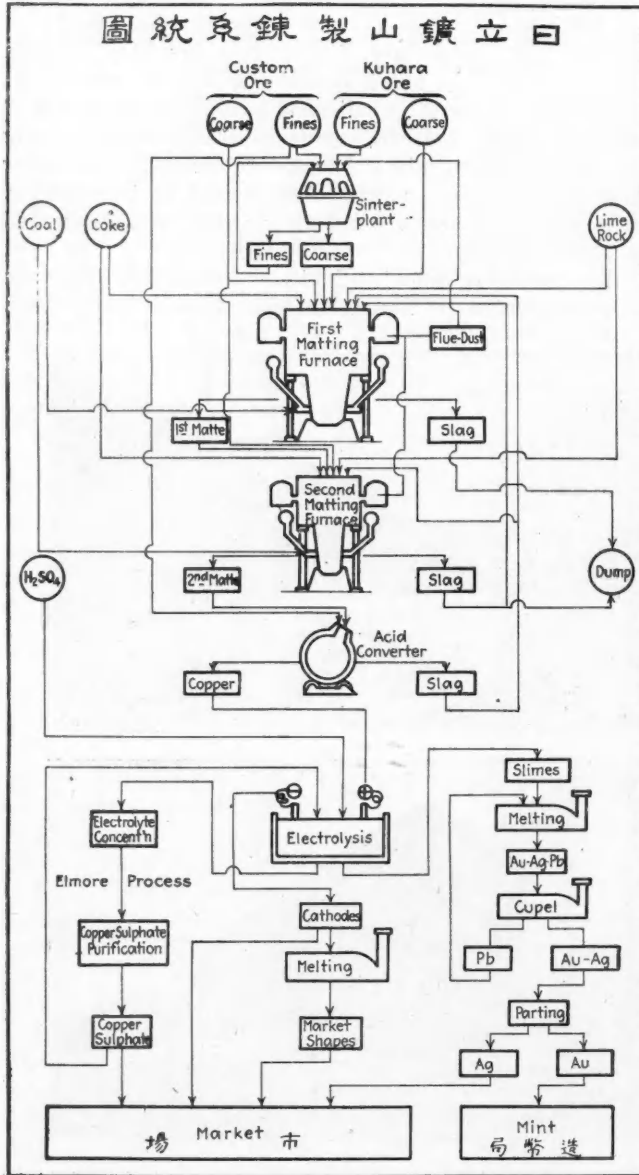 圖統系錬製山鑛立日
Custom
Ore
Kuhara
Ore
Coarse
Fines
Fines
Coarse
Sinter-
plant
Coal
Coke
Lime
Rock
Fines
Coarse
First
Matting
Furnace
Flue-Dust
1st Matte
Slag
Second
Matting
Furnace
H₂SO₄
2nd Matte
Slag
Dump
Acid
Converter
Copper
Slag
Slimes
Electrolyte
Concent'n
Electrolysis
Melting
Au-Ag-Pb
Elmore Process
Cupel
Cathodes
Copper Sulphate
Purification
Melting
Pb
Au-Ag
Parting
Copper
Sulphate
Market
Shapes
Ag
Au
場 Market 市
Mint
局幣造